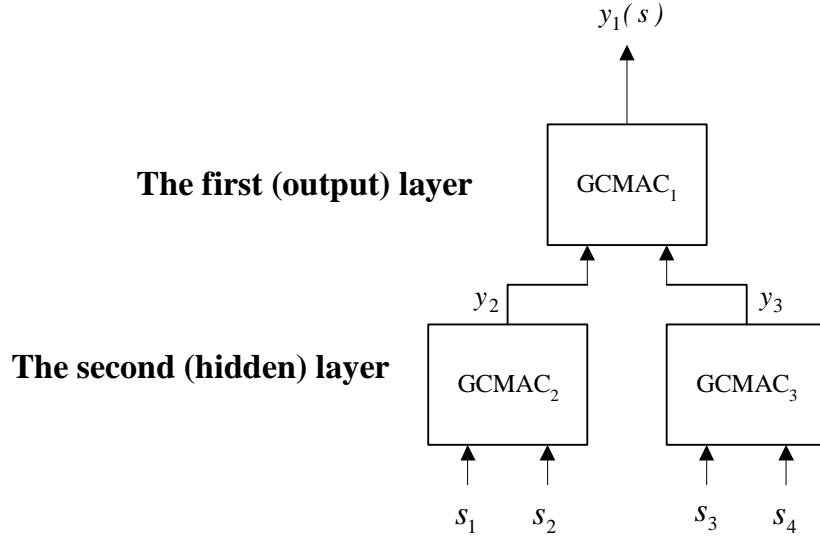 y₁( s )
The first (output) layer
GCMAC₁
y₂
y₃
The second (hidden) layer
GCMAC₂
GCMAC₃
s₁
s₂
s₃
s₄